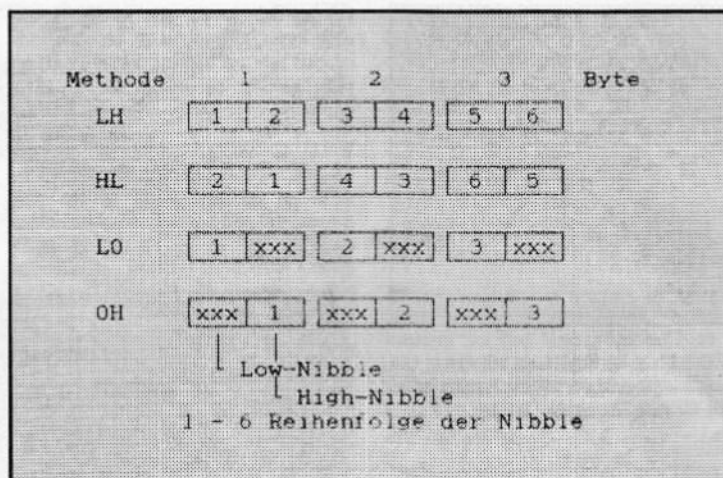 Methode 1 2 3 Byte
LH 1 2 3 4 5 6
HL 2 1 4 3 6 5
LO 1 xxx 2 xxx 3 xxx
OH xxx 1 xxx 2 xxx 3
Low-Nibble
High-Nibble
1 - 6 Reihenfolge der Nibble